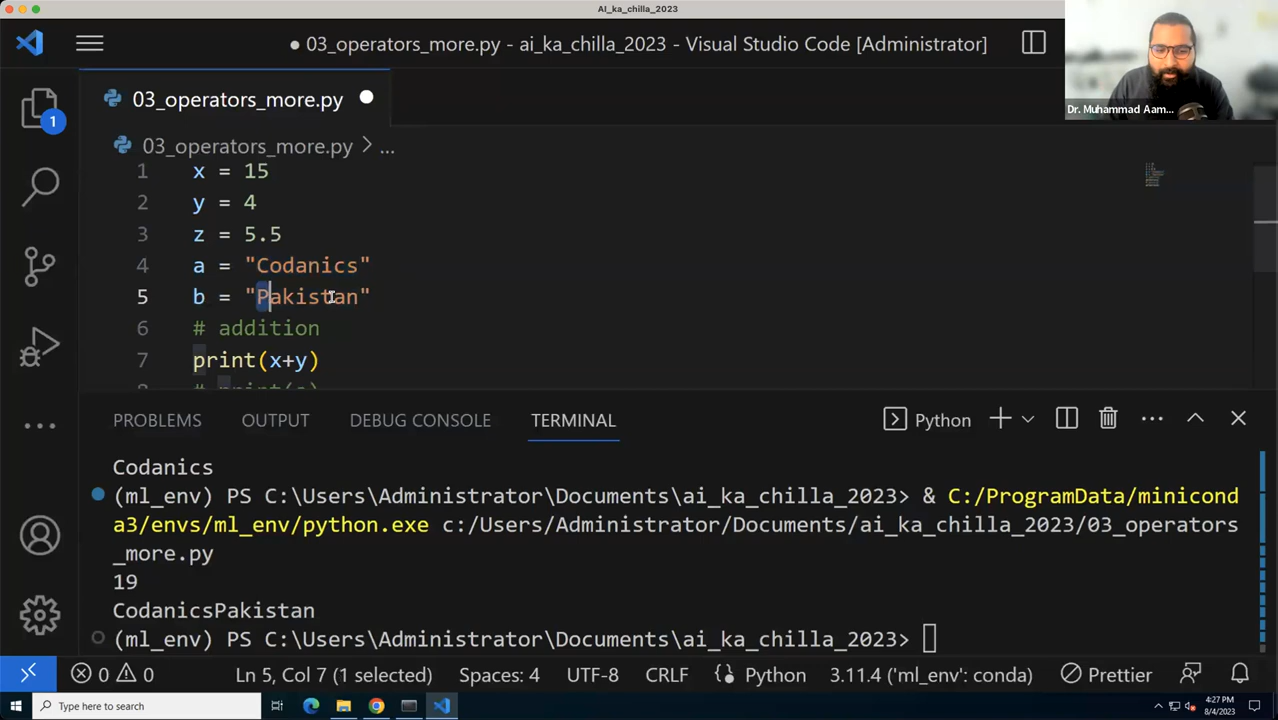 AI_ka_chilla_2023
● 03_operators_more.py - ai_ka_chilla_2023 - Visual Studio Code [Administrator]
Dr. Muhammad Aam...
03_operators_more.py
1
03_operators_more.py > ...
1 x = 15
2 y = 4
3 z = 5.5
4 a = "Codanics"
5 b = "Pakistan"
6 # addition
7 print(x+y)
8 # print(a)
PROBLEMS OUTPUT DEBUG CONSOLE TERMINAL Python
Codanics
(ml_env) PS C:\Users\Administrator\Documents\ai_ka_chilla_2023> & C:/ProgramData/minicond
a3/envs/ml_env/python.exe c:/Users/Administrator/Documents/ai_ka_chilla_2023/03_operators
_more.py
19
CodanicsPakistan
(ml_env) PS C:\Users\Administrator\Documents\ai_ka_chilla_2023>
0 0 Ln 5, Col 7 (1 selected) Spaces: 4 UTF-8 CRLF Python 3.11.4 ('ml_env': conda) Prettier
Type here to search
4:27 PM
8/4/2023